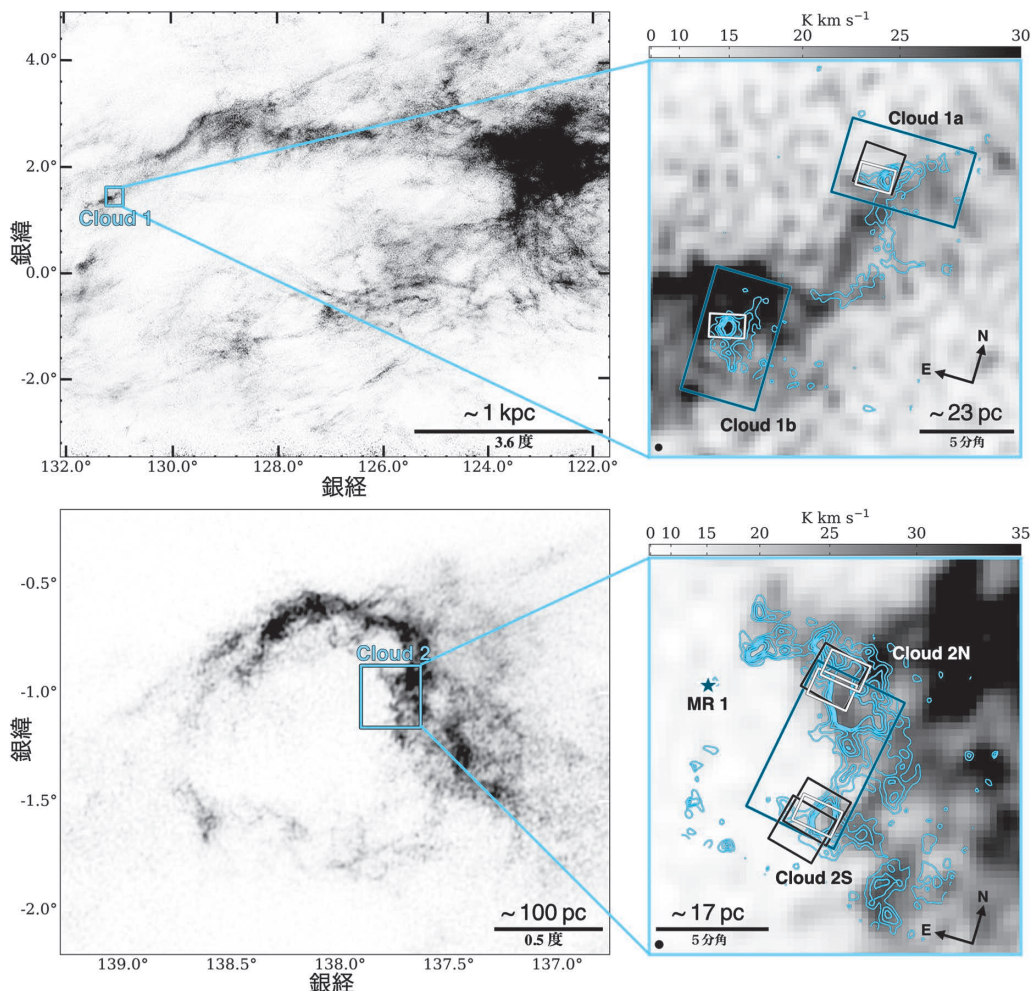 4.0°
2.0°
0.0°
-2.0°
銀緯
Cloud 1
~ 1 kpc
3.6 度
132.0°
130.0°
128.0°
126.0°
124.0°
122.0°
銀経
K km s⁻¹
0
10
15
20
25
30
Cloud 1a
Cloud 1b
N
E
~ 23 pc
5分角
-0.5°
-1.0°
-1.5°
-2.0°
銀緯
Cloud 2
~ 100 pc
0.5 度
139.0°
138.5°
138.0°
137.5°
137.0°
銀経
K km s⁻¹
0
10
15
20
25
30
35
Cloud 2N
MR 1
Cloud 2S
N
E
~ 17 pc
5分角